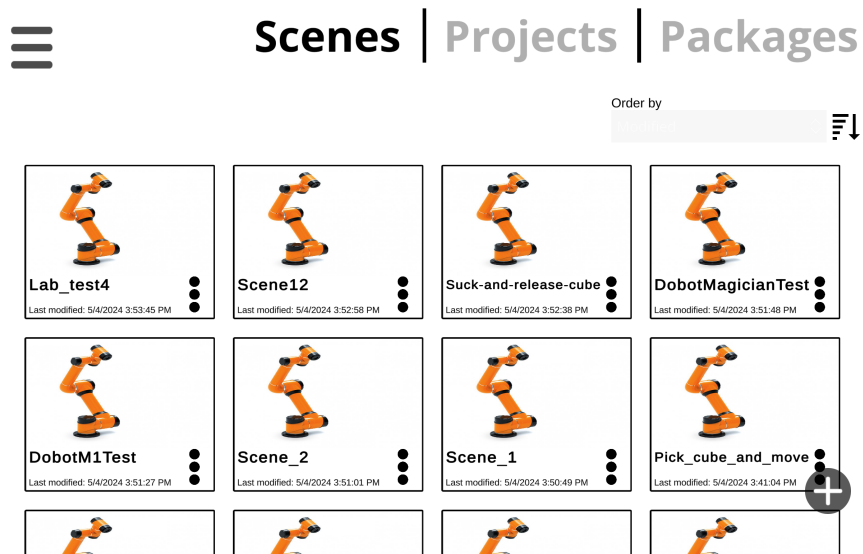 Scenes | Projects | Packages
Order by
Lab_test4
Last modified: 5/4/2024 3:53:45 PM
Scene12
Last modified: 5/4/2024 3:52:58 PM
Suck-and-release-cube
Last modified: 5/4/2024 3:52:38 PM
DobotMagicianTest
Last modified: 5/4/2024 3:51:48 PM
DobotM1Test
Last modified: 5/4/2024 3:51:27 PM
Scene_2
Last modified: 5/4/2024 3:51:01 PM
Scene_1
Last modified: 5/4/2024 3:50:49 PM
Pick_cube_and_move
Last modified: 5/4/2024 3:41:04 PM